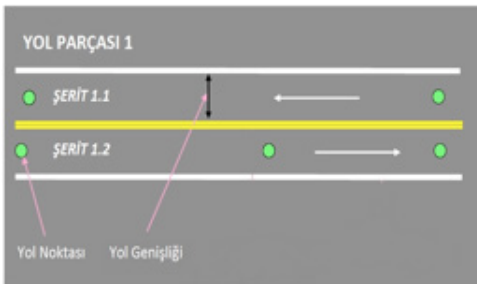 YOL PARÇASI 1
ŞERİT 1.1
ŞERİT 1.2
Yol Noktası
Yol Genişliği